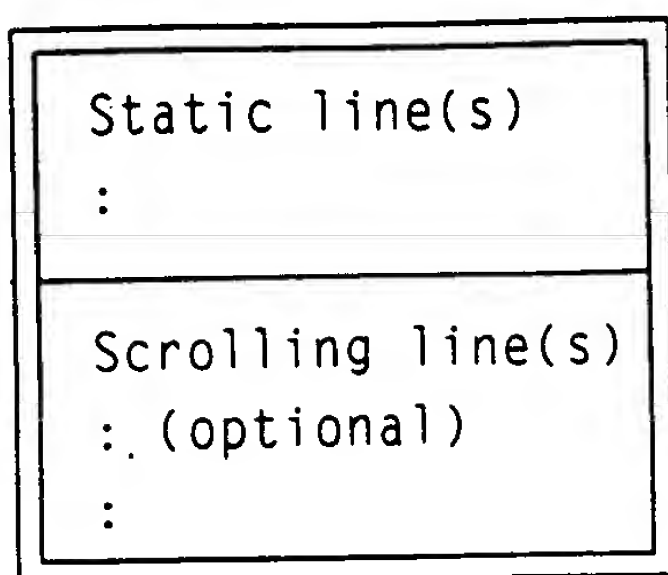 Static line(s)
:
Scrolling line(s)
: (optional)
: